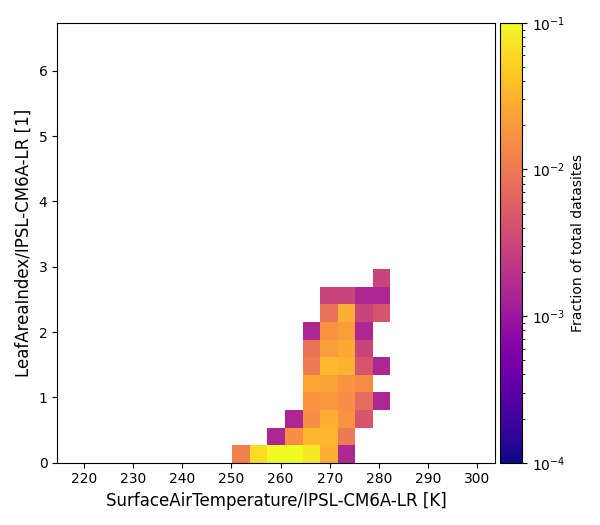 LeafAreaIndex/IPSL-CM6A-LR [1]
6
5
4
3
2
1
0
220 230 240 250 260 270 280 290 300
SurfaceAirTemperature/IPSL-CM6A-LR [K]
10⁻¹
10⁻²
10⁻³
10⁻⁴
Fraction of total datasites